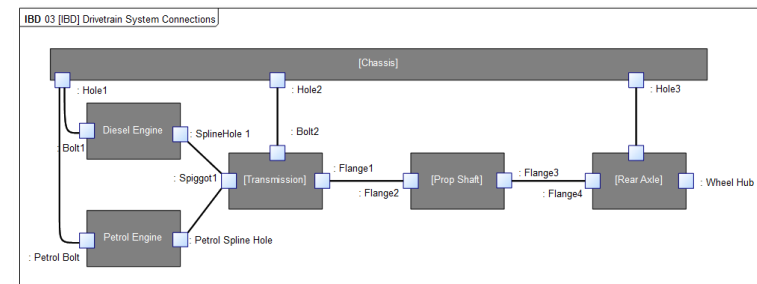 IBD 03 [IBD] Drivetrain System Connections
[Chassis]
: Hole1
: Hole2
: Hole3
Diesel Engine
: SplineHole 1
: Bolt2
: Bolt1
: Spiggot1
[Transmission]
: Flange1
: Flange2
[Prop Shaft]
: Flange3
: Flange4
[Rear Axle]
: Wheel Hub
Petrol Engine
: Petrol Spline Hole
: Petrol Bolt